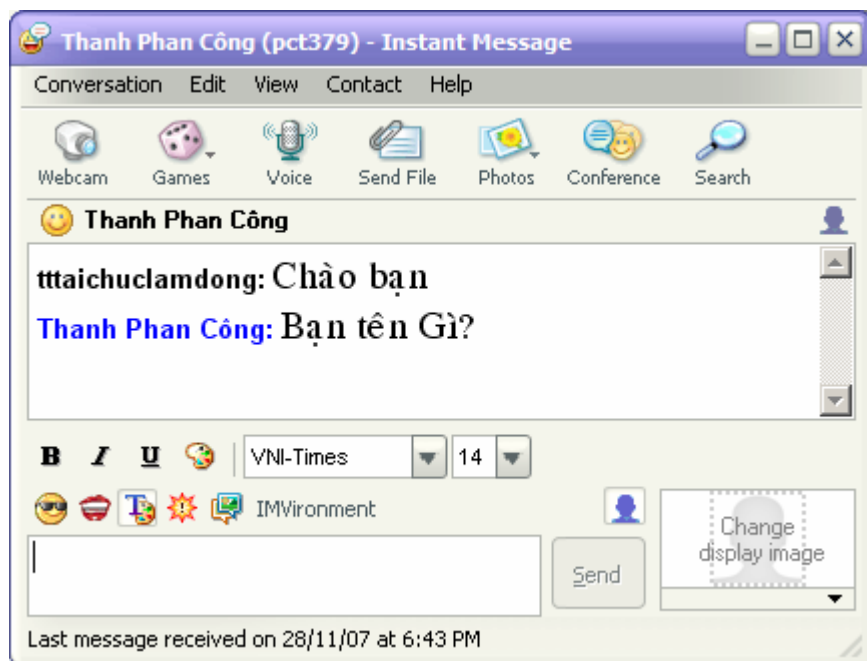 Thanh Phan Công (pct379) - Instant Message
Conversation Edit View Contact Help
Webcam Games Voice Send File Photos Conference Search
Thanh Phan Công
tttaichuclamdong: Chào bạn
Thanh Phan Công: Bạn tên Gì?
B I U VNI-Times 14
IMVironment
Change
display image
Send
Last message received on 28/11/07 at 6:43 PM